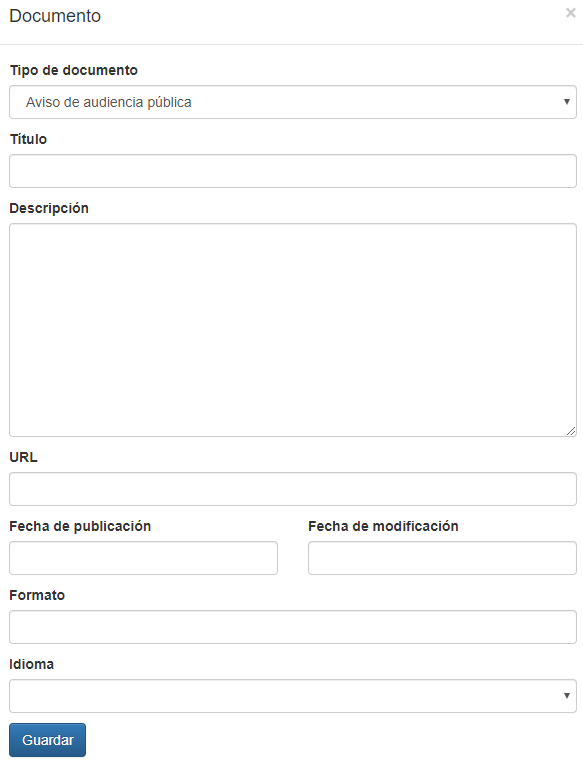 Documento
×
Tipo de documento
Aviso de audiencia pública
Título
Descripción
URL
Fecha de publicación Fecha de modificación
Formato
Idioma
Guardar